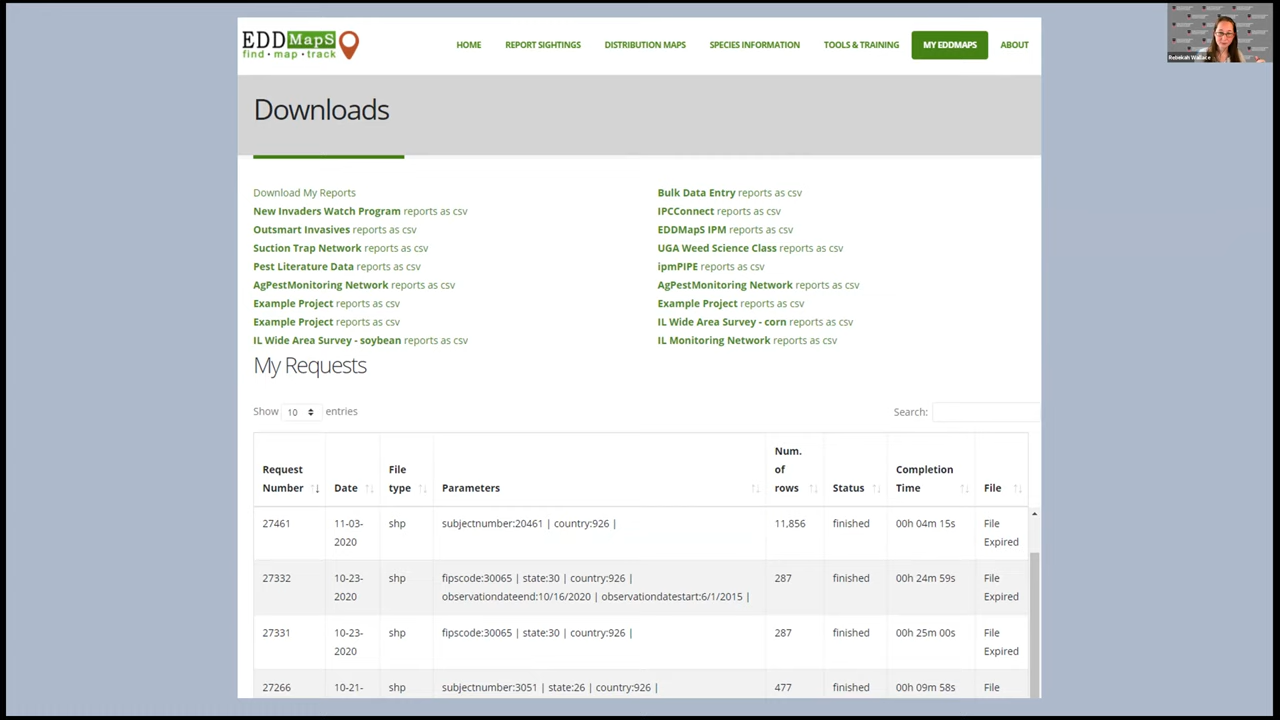 EDDMapS
find • map • track
HOME
REPORT SIGHTINGS
DISTRIBUTION MAPS
SPECIES INFORMATION
TOOLS & TRAINING
MY EDDMAPS
ABOUT
Rebekah Wallace
Downloads
Download My Reports
Bulk Data Entry reports as csv
New Invaders Watch Program reports as csv
IPCConnect reports as csv
Outsmart Invasives reports as csv
EDDMapS IPM reports as csv
Suction Trap Network reports as csv
UGA Weed Science Class reports as csv
Pest Literature Data reports as csv
ipmPIPE reports as csv
AgPestMonitoring Network reports as csv
AgPestMonitoring Network reports as csv
Example Project reports as csv
Example Project reports as csv
Example Project reports as csv
IL Wide Area Survey - corn reports as csv
IL Wide Area Survey - soybean reports as csv
IL Monitoring Network reports as csv
My Requests
Show 10 entries
Search:
Request Number
Date
File type
Parameters
Num. of rows
Status
Completion Time
File
27461
11-03-2020
shp
subjectnumber:20461 | country:926 |
11,856
finished
00h 04m 15s
File Expired
27332
10-23-2020
shp
fipscode:30065 | state:30 | country:926 |
observationdateend:10/16/2020 | observationdatestart:6/1/2015 |
287
finished
00h 24m 59s
File Expired
27331
10-23-2020
shp
fipscode:30065 | state:30 | country:926 |
287
finished
00h 25m 00s
File Expired
27266
10-21-
shp
subjectnumber:3051 | state:26 | country:926 |
477
finished
00h 09m 58s
File